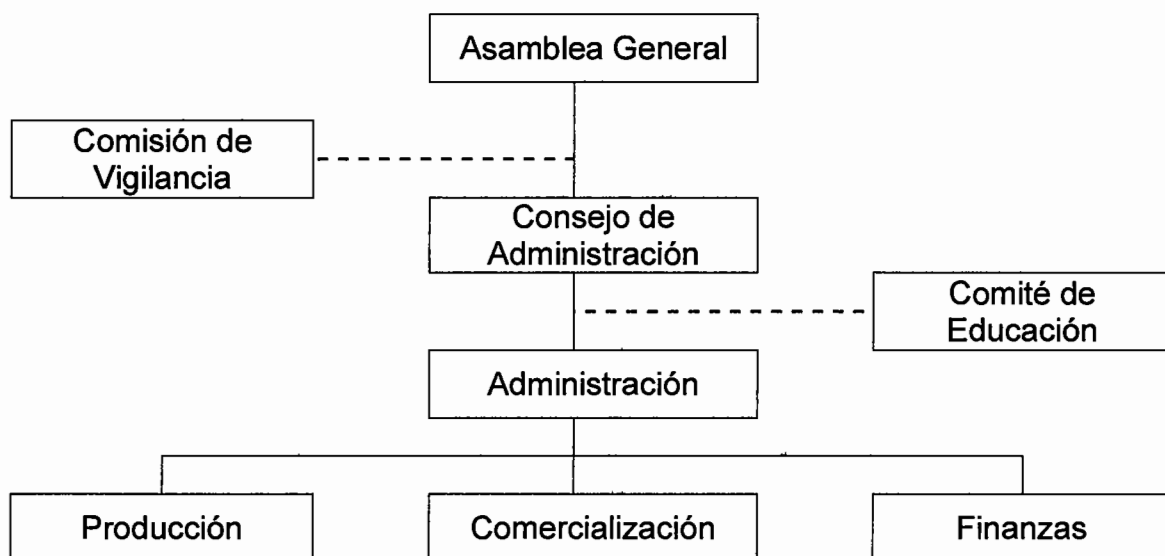 Asamblea General
Comisión de
Vigilancia
Consejo de
Administración
Comité de
Educación
Administración
Producción
Comercialización
Finanzas